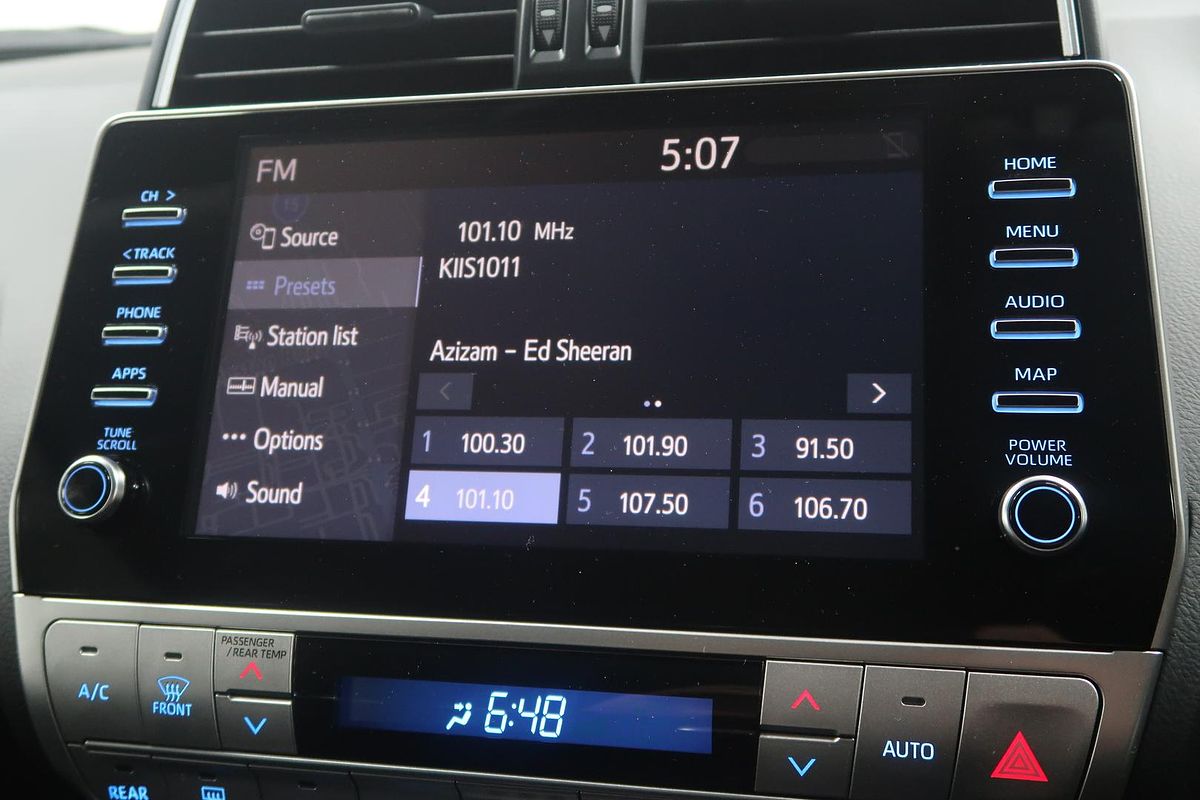 FM
5:07
Source
Presets
Station list
Manual
Options
Sound
101.10 MHz
KIIS1011
Azizam – Ed Sheeran
< >
1 100.30
2 101.90
3 91.50
4 101.10
5 107.50
6 106.70
CH >
< TRACK
PHONE
APPS
TUNE
SCROLL
HOME
MENU
AUDIO
MAP
POWER
VOLUME
A/C
FRONT
PASSENGER
/REAR TEMP
6:48
AUTO
REAR